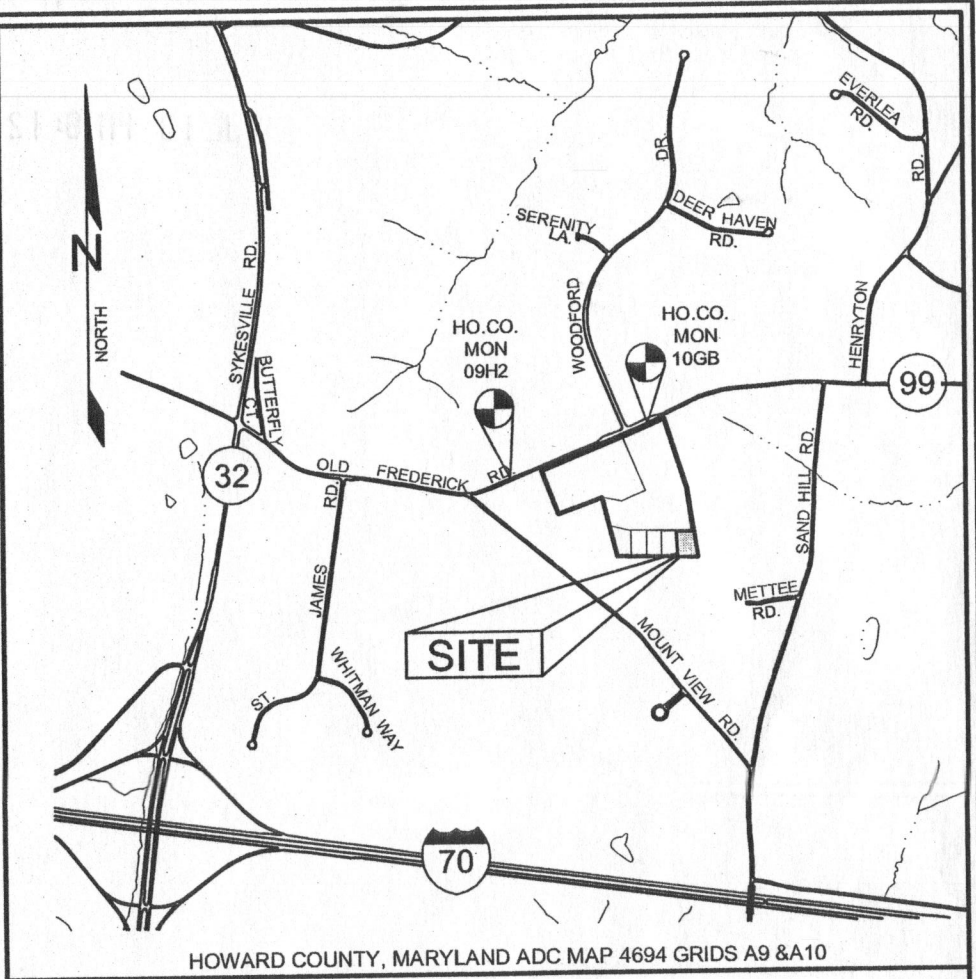 EVERLEA
RD.
DR.
DEER HAVEN
RD.
RD.
SERENITY
LA.
N
NORTH
SYKESVILLE RD.
HO.CO.
MON
09H2
WOODFORD
HO.CO.
MON
10GB
HENRYTON
BUTTERFLY
CT.
99
32
OLD FREDERICK RD.
JAMES RD.
SAND HILL RD.
METTEE
RD.
SITE
MOUNT VIEW RD.
ST.
WHITMAN WAY
70
HOWARD COUNTY, MARYLAND ADC MAP 4694 GRIDS A9 &A10